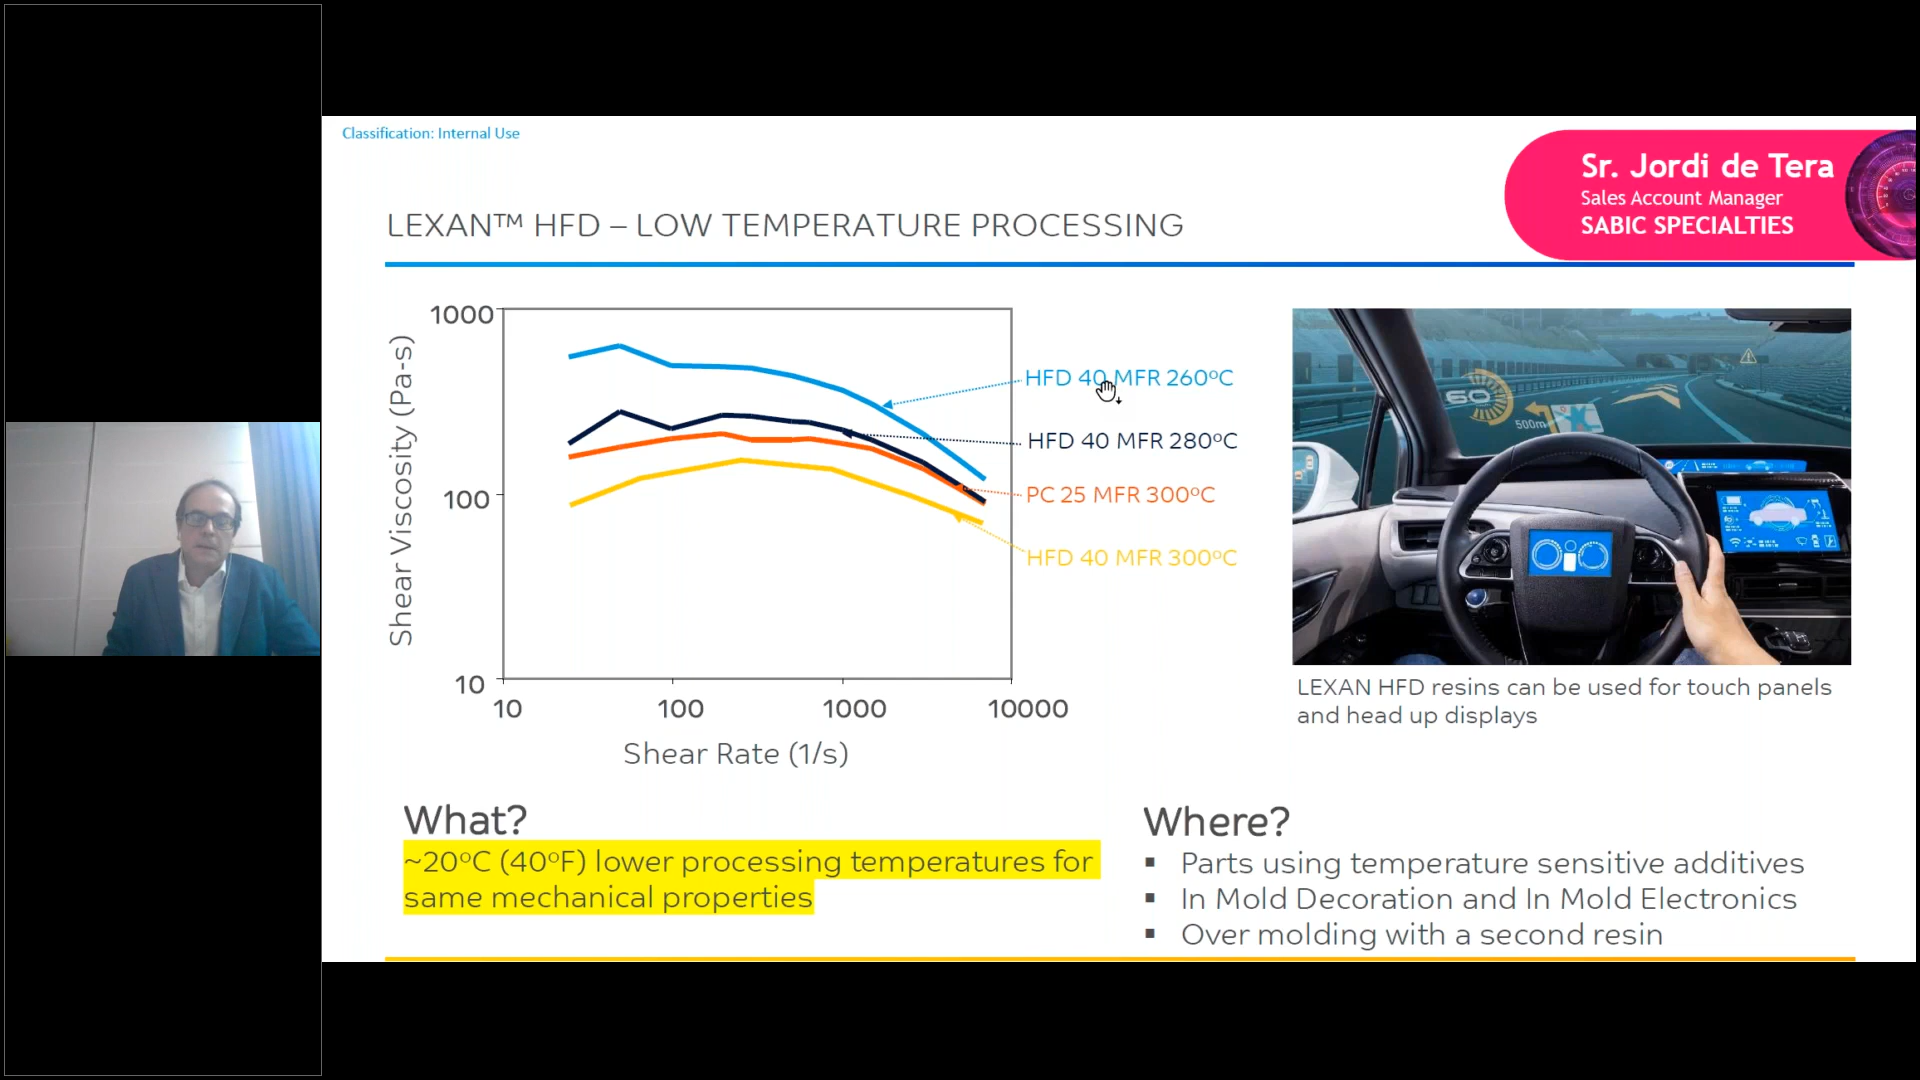 Classification: Internal Use
Sr. Jordi de Tera
Sales Account Manager
SABIC SPECIALTIES
LEXAN™ HFD – LOW TEMPERATURE PROCESSING
1000
100
10
Shear Viscosity (Pa-s)
10
100
1000
10000
Shear Rate (1/s)
HFD 40 MFR 260ºC
HFD 40 MFR 280ºC
PC 25 MFR 300ºC
HFD 40 MFR 300ºC
60
500m
LEXAN HFD resins can be used for touch panels
and head up displays
What?
~20ºC (40ºF) lower processing temperatures for
same mechanical properties
Where?
▪ Parts using temperature sensitive additives
▪ In Mold Decoration and In Mold Electronics
▪ Over molding with a second resin